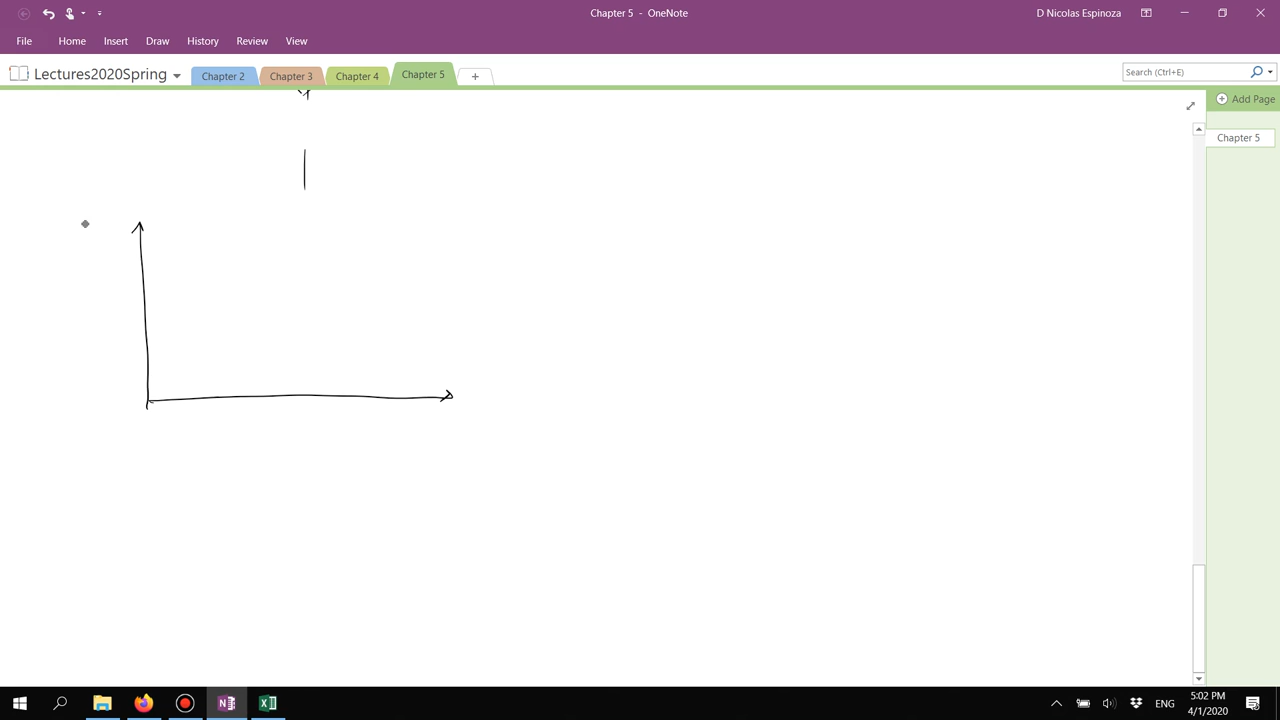 Chapter 5 - OneNote
D Nicolas Espinoza
File Home Insert Draw History Review View
Lectures2020Spring
Chapter 2
Chapter 3
Chapter 4
Chapter 5
+
Search (Ctrl+E)
Add Page
Chapter 5
ENG
5:02 PM
4/1/2020